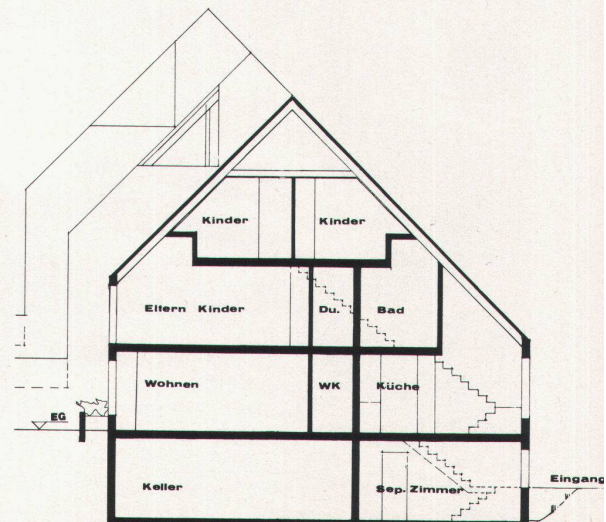 Kinder Kinder
Eltern Kinder Du. Bad
Wohnen WK Küche
EG
Keller Sep. Zimmer Eingang